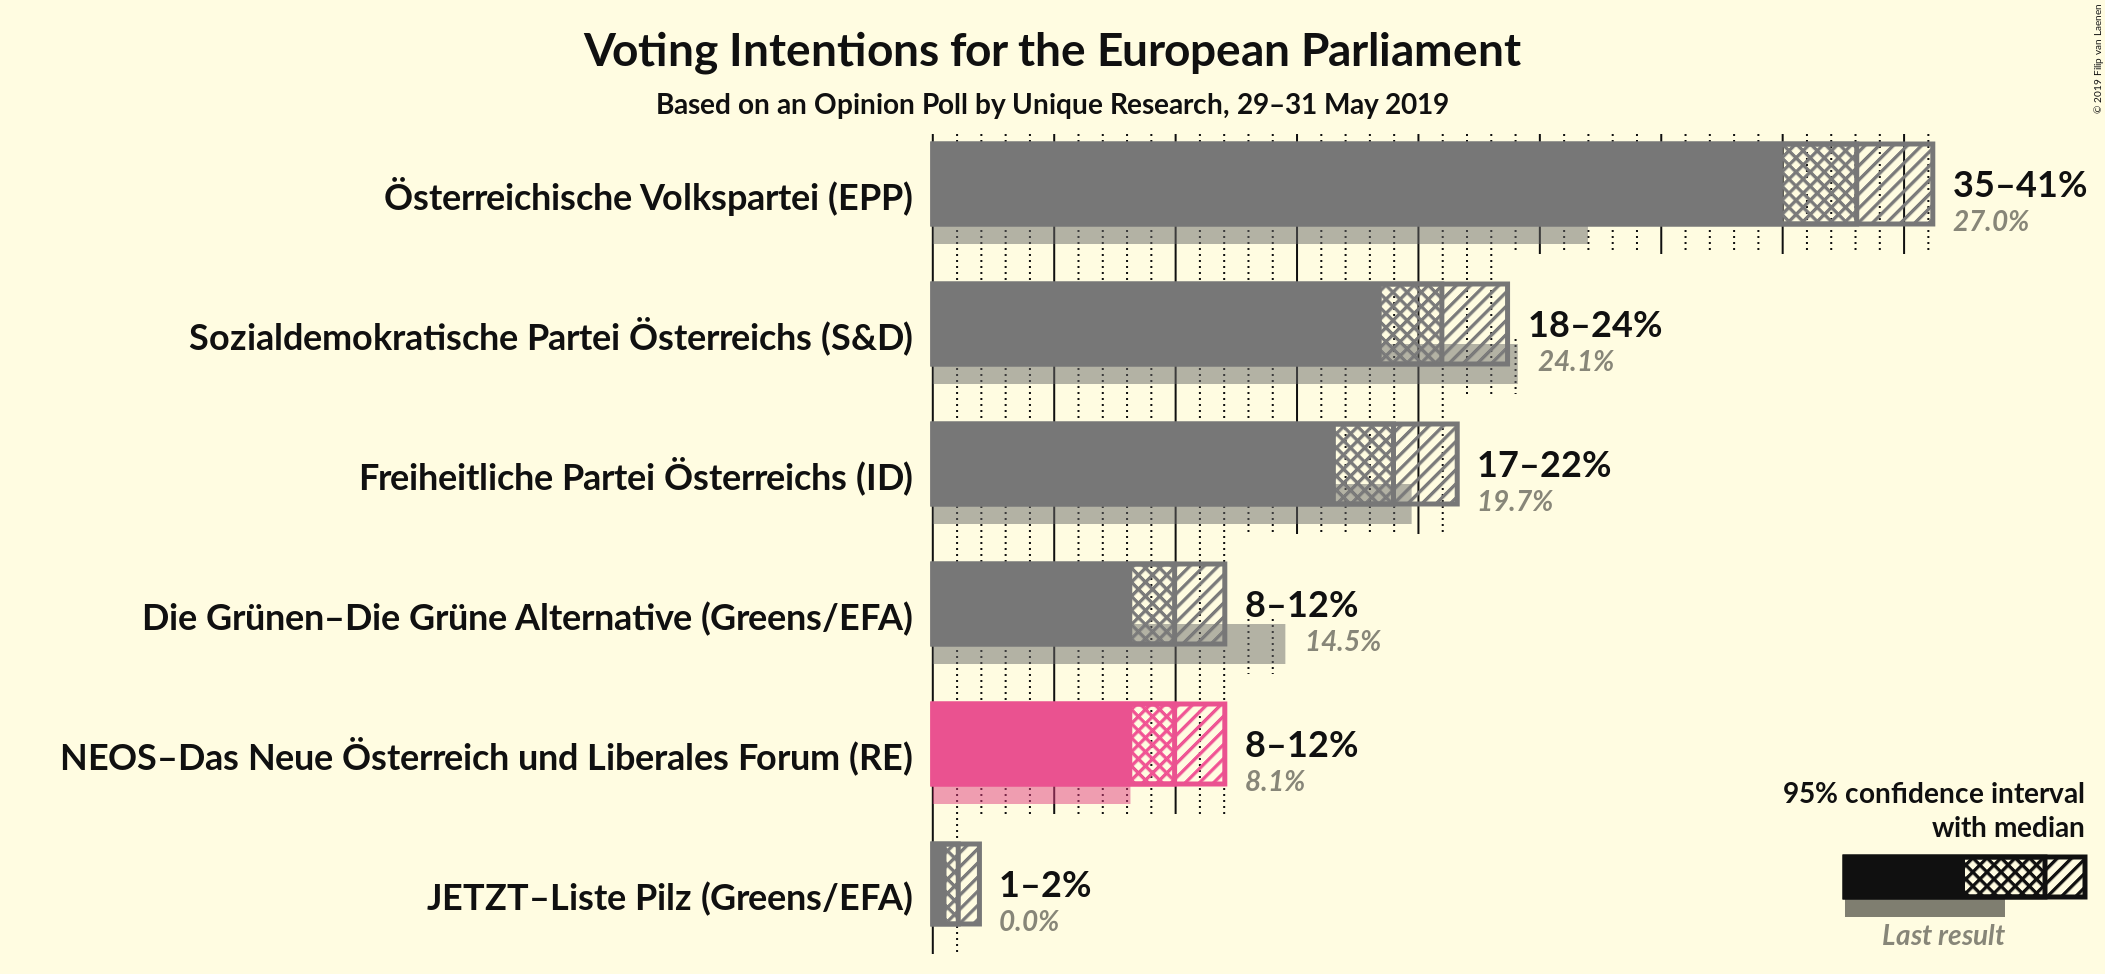 Voting Intentions for the European Parliament
Based on an Opinion Poll by Unique Research, 29–31 May 2019
© 2019 Filip van Laenen
Österreichische Volkspartei (EPP)
35–41%
27.0%
Sozialdemokratische Partei Österreichs (S&D)
18–24%
24.1%
Freiheitliche Partei Österreichs (ID)
17–22%
19.7%
Die Grünen–Die Grüne Alternative (Greens/EFA)
8–12%
14.5%
NEOS–Das Neue Österreich und Liberales Forum (RE)
8–12%
8.1%
JETZT–Liste Pilz (Greens/EFA)
1–2%
0.0%
95% confidence interval
with median
Last result